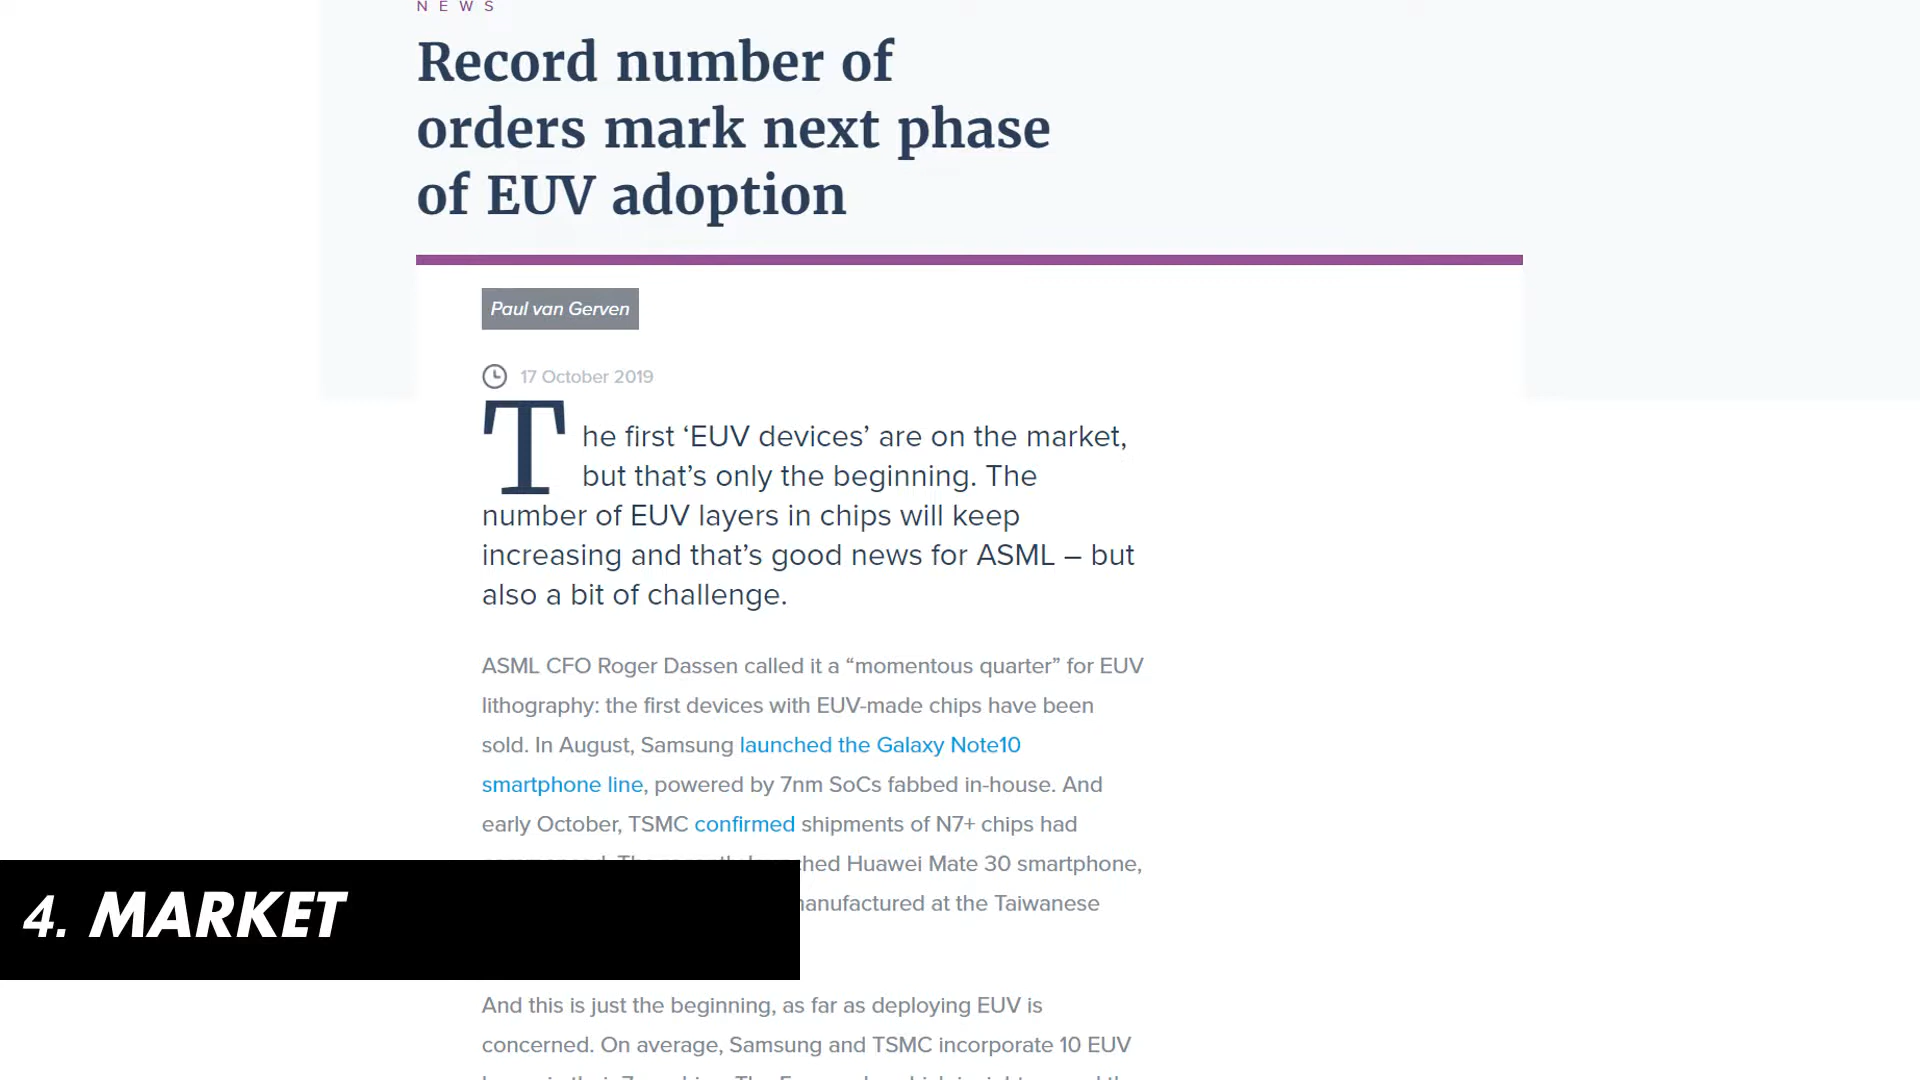 NEWS
Record number of
orders mark next phase
of EUV adoption
Paul van Gerven
17 October 2019
The first ‘EUV devices’ are on the market,
but that’s only the beginning. The
number of EUV layers in chips will keep
increasing and that’s good news for ASML – but
also a bit of challenge.
ASML CFO Roger Dassen called it a “momentous quarter” for EUV
lithography: the first devices with EUV-made chips have been
sold. In August, Samsung launched the Galaxy Note10
smartphone line, powered by 7nm SoCs fabbed in-house. And
early October, TSMC confirmed shipments of N7+ chips had
Huawei Mate 30 smartphone,
at the Taiwanese
4. MARKET
And this is just the beginning, as far as deploying EUV is
concerned. On average, Samsung and TSMC incorporate 10 EUV